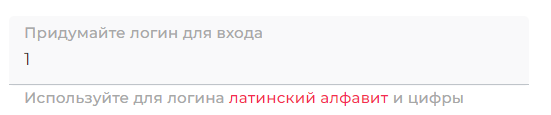 Придумайте логин для входа
1
Используйте для логина латинский алфавит и цифры